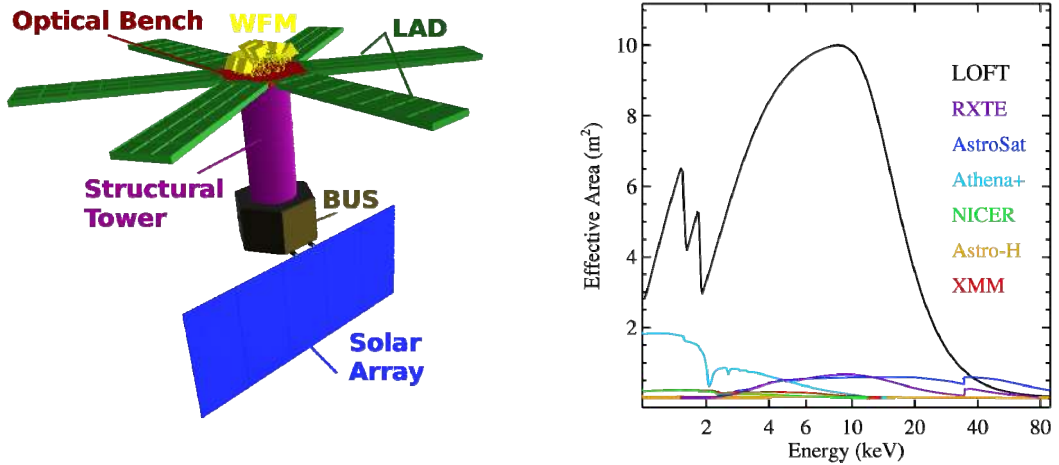 Optical Bench
WFM
LAD
Structural
Tower
BUS
Solar
Array
Effective Area (m²)
10
8
6
4
2
LOFT
RXTE
AstroSat
Athena+
NICER
Astro-H
XMM
2 4 6 10 20 40 80
Energy (keV)